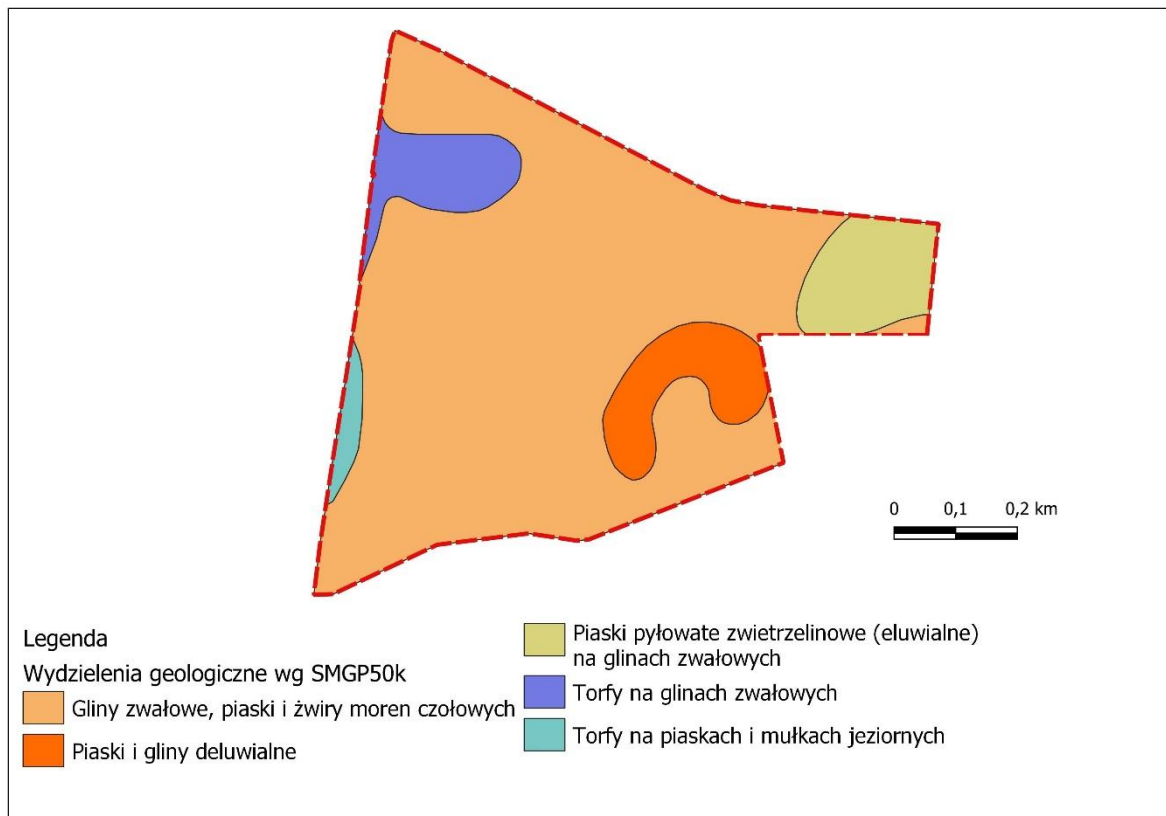 0 0,1 0,2 km
Legenda
Wydzielenia geologiczne wg SMGP50k
Gliny zwałowe, piaski i żwiry moren czołowych
Piaski i gliny deluwialne
Piaski pyłowate zwietrzelinowe (eluwialne)
na glinach zwałowych
Torfy na glinach zwałowych
Torfy na piaskach i mułkach jeziornych